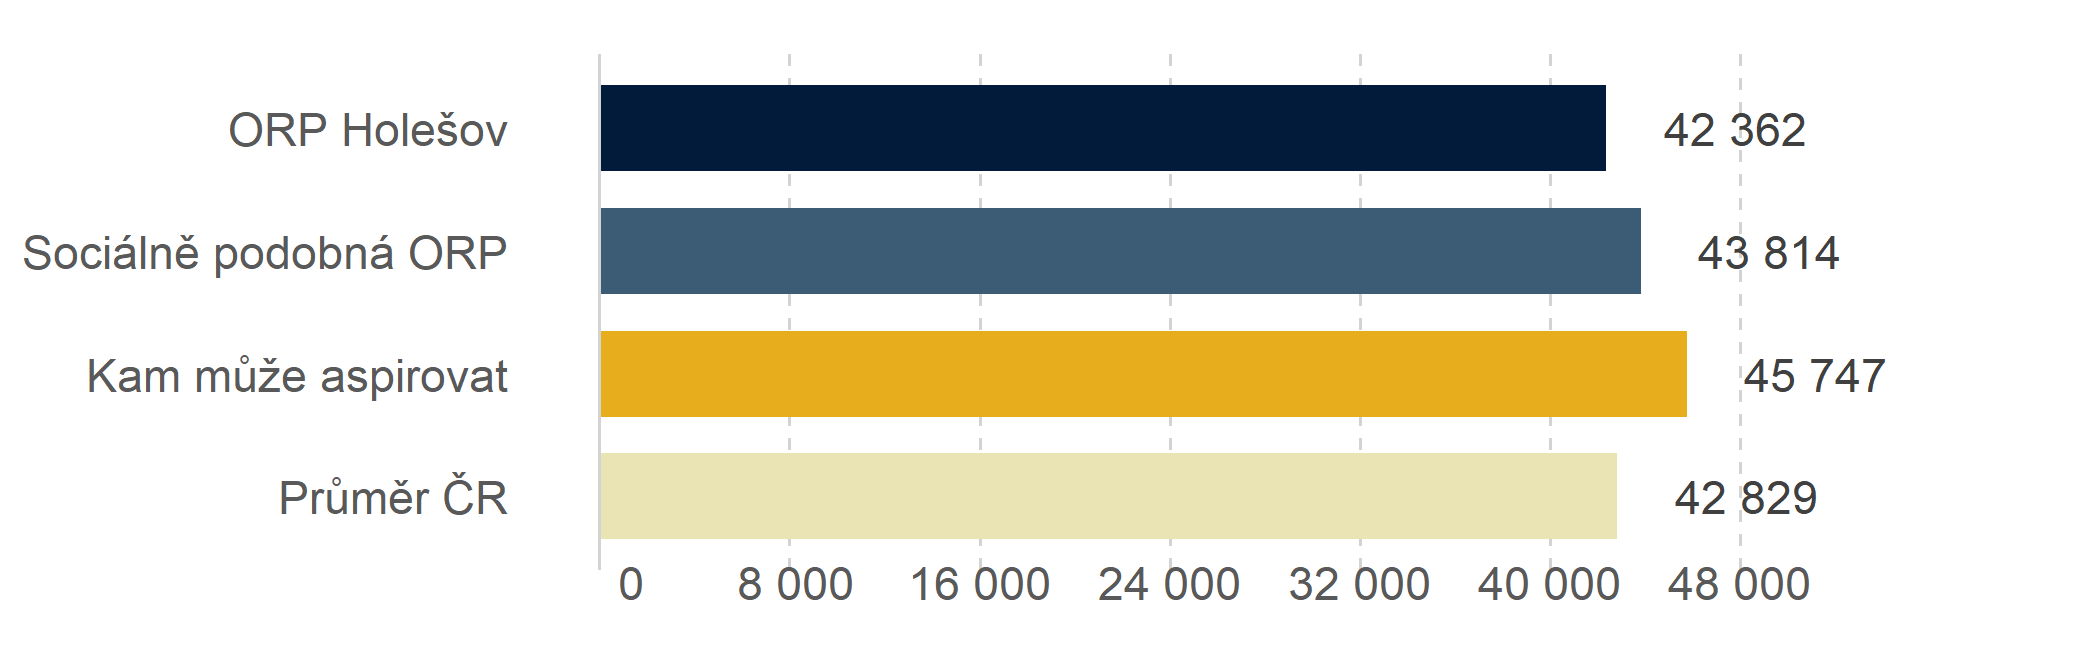 ORP Holešov 42 362
Sociálně podobná ORP 43 814
Kam může aspirovat 45 747
Průměr ČR 42 829
0 8 000 16 000 24 000 32 000 40 000 48 000